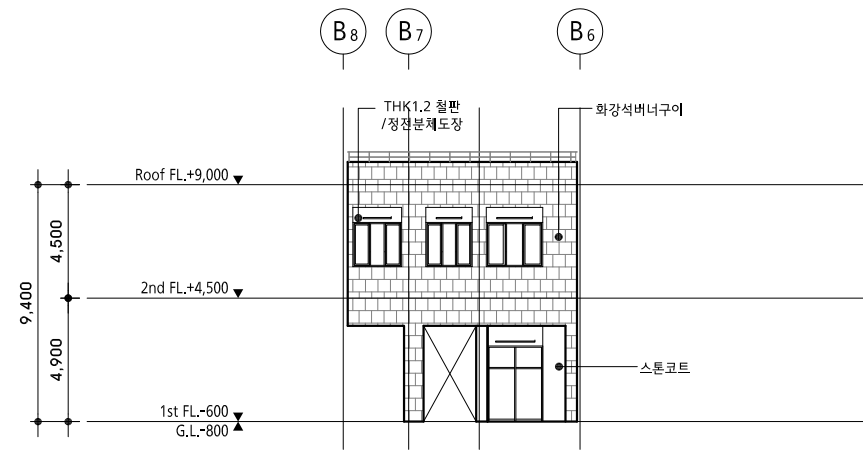 B8 B7 B6
THK1.2 철판
/정전분체도장
화강석버너구이
Roof FL.+9,000
4,500
2nd FL.+4,500
9,400
4,900
스톤코트
1st FL.-600
G.L.-800